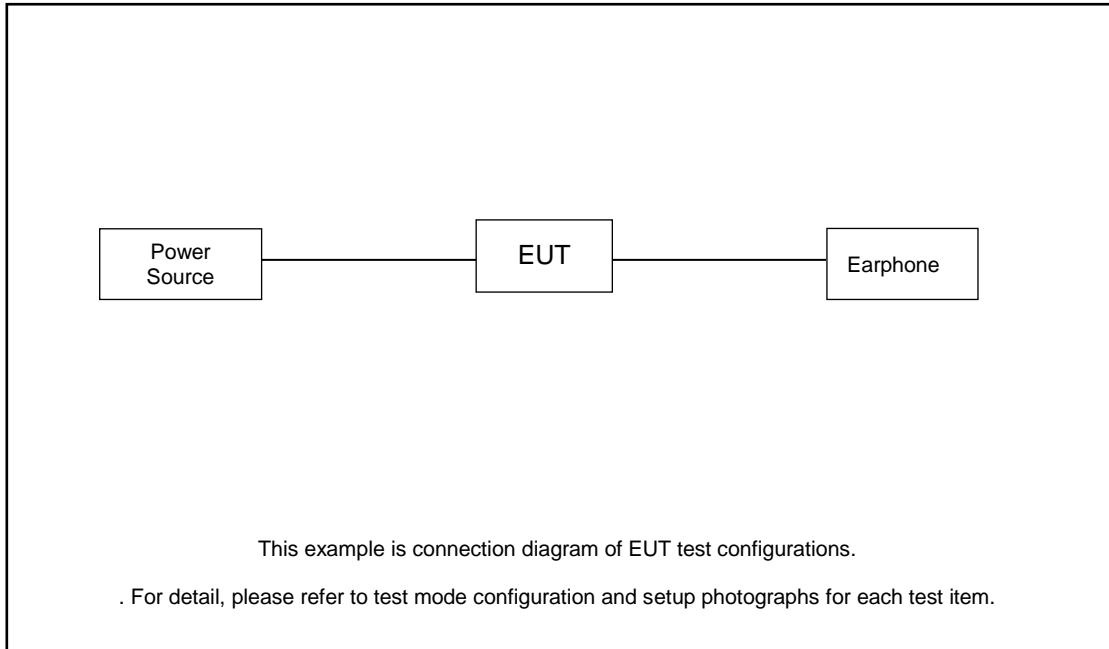 Power
Source
EUT
Earphone
This example is connection diagram of EUT test configurations.
. For detail, please refer to test mode configuration and setup photographs for each test item.